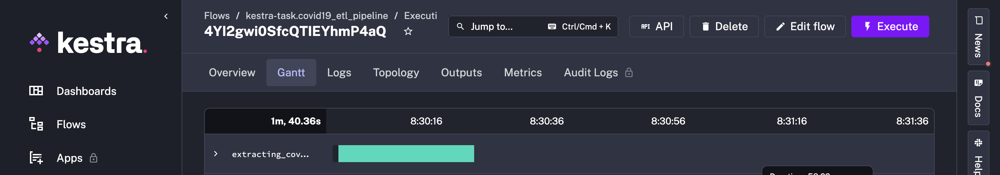 Flows / kestra-task.covid19_etl_pipeline / Executi
4YI2gwi0SfcQTIEYhmP4aQ
Jump to... Ctrl/Cmd + K
API API
Delete
Edit flow
Execute
kestra.
Dashboards
Flows
Apps
Overview Gantt Logs Topology Outputs Metrics Audit Logs
1m, 40.36s 8:30:16 8:30:36 8:30:56 8:31:16 8:31:36
extracting_cov...
News
Docs
Help